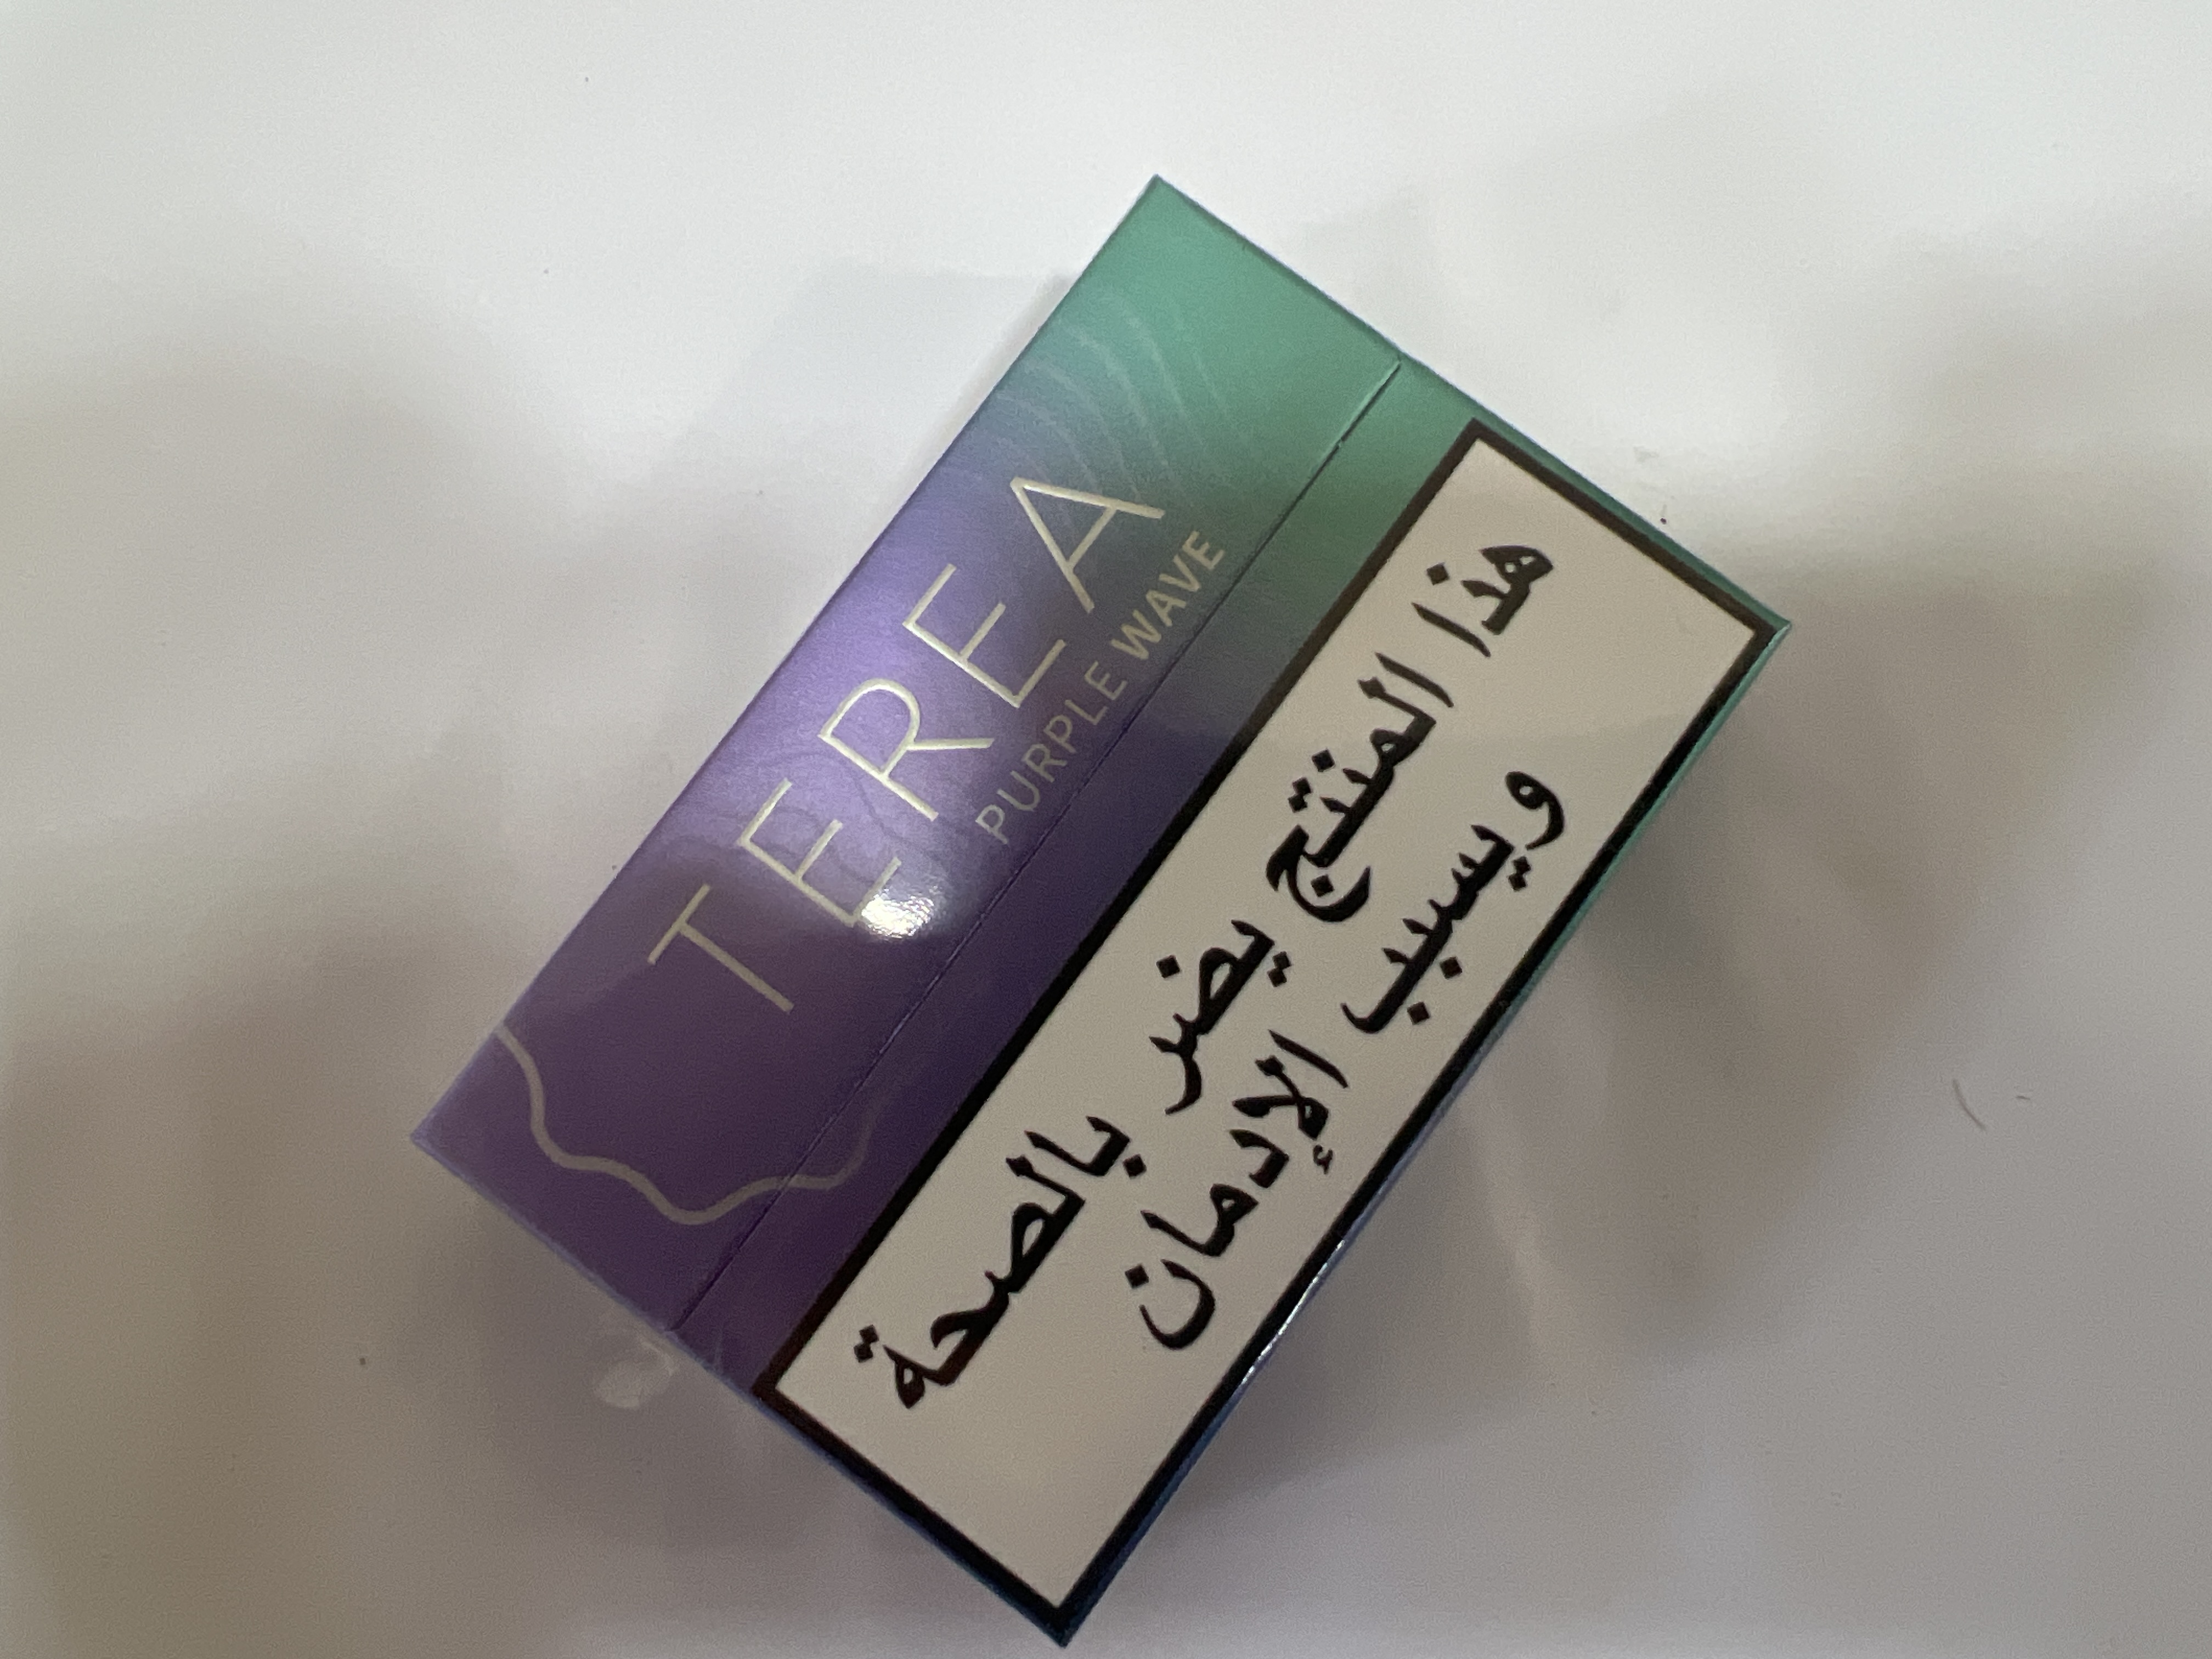 TEREA
PURPLE WAVE
هذا المنتج يضر بالصحة
ويسبب الإدمان